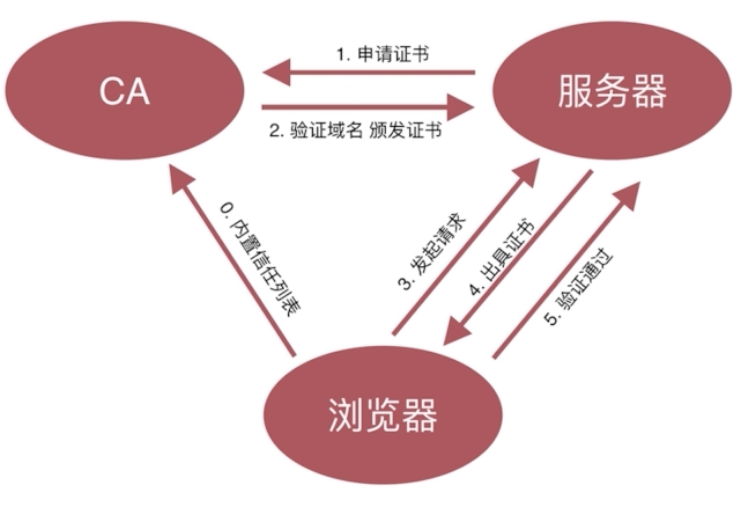 1. 申请证书
CA
服务器
2. 验证域名 颁发证书
0. 内置信任列表
3. 发起请求
4. 出具证书
5. 验证通过
浏览器